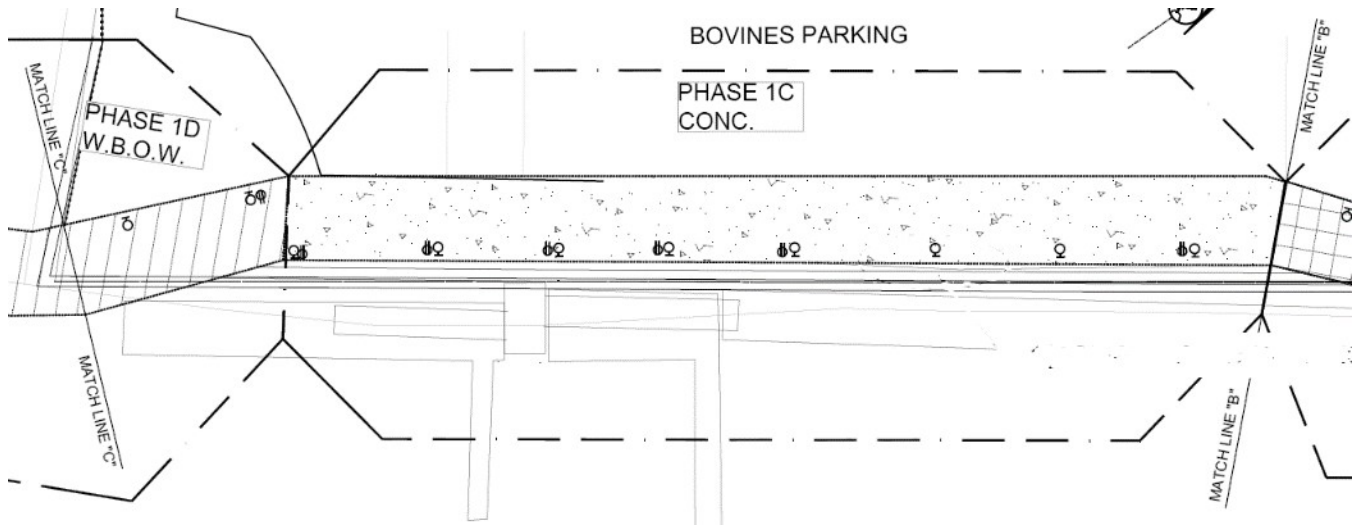 BOVINES PARKING
MATCH LINE "C"
PHASE 1D
W.B.O.W.
PHASE 1C
CONC.
MATCH LINE "B"
MATCH LINE "C"
MATCH LINE "B"